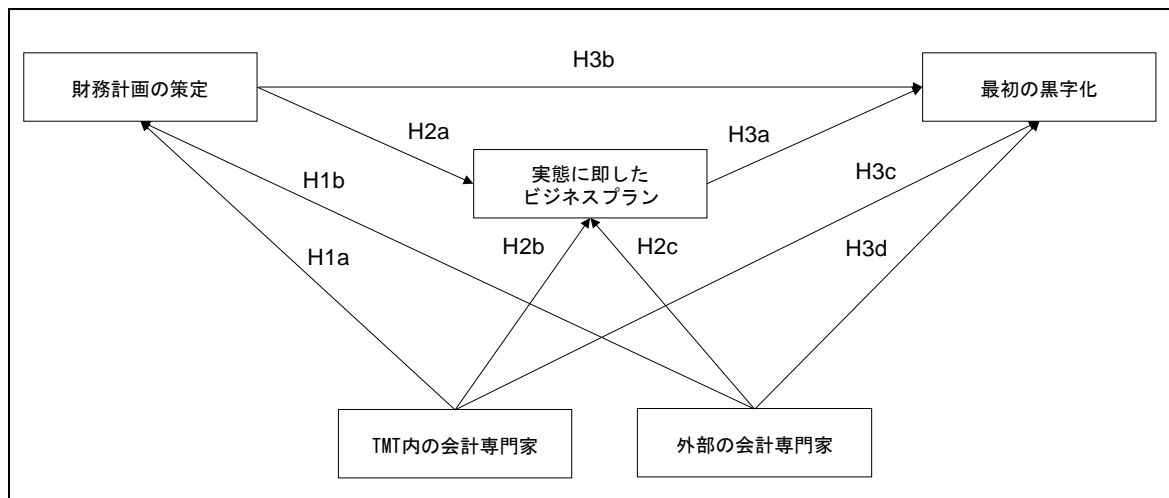 H3b
財務計画の策定
最初の黒字化
H2a
H3a
実態に即した
ビジネスプラン
H1b
H3c
H2b
H2c
H3d
H1a
TMT内の会計専門家
外部の会計専門家